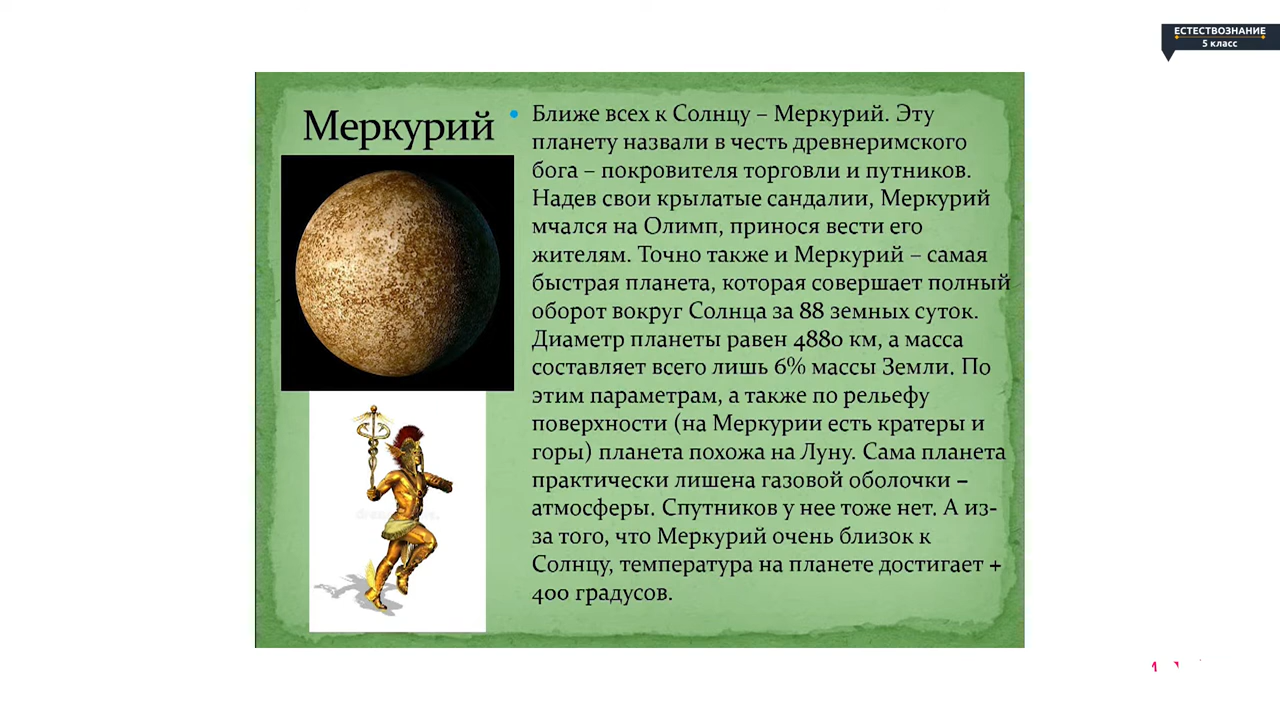 ЕСТЕСТВОЗНАНИЕ
5 класс
Меркурий
Ближе всех к Солнцу – Меркурий. Эту
планету назвали в честь древнеримского
бога – покровителя торговли и путников.
Надев свои крылатые сандалии, Меркурий
мчался на Олимп, принося вести его
жителям. Точно также и Меркурий – самая
быстрая планета, которая совершает полный
оборот вокруг Солнца за 88 земных суток.
Диаметр планеты равен 4880 км, а масса
составляет всего лишь 6% массы Земли. По
этим параметрам, а также по рельефу
поверхности (на Меркурии есть кратеры и
горы) планета похожа на Луну. Сама планета
практически лишена газовой оболочки –
атмосферы. Спутников у нее тоже нет. А из-
за того, что Меркурий очень близок к
Солнцу, температура на планете достигает +
400 градусов.